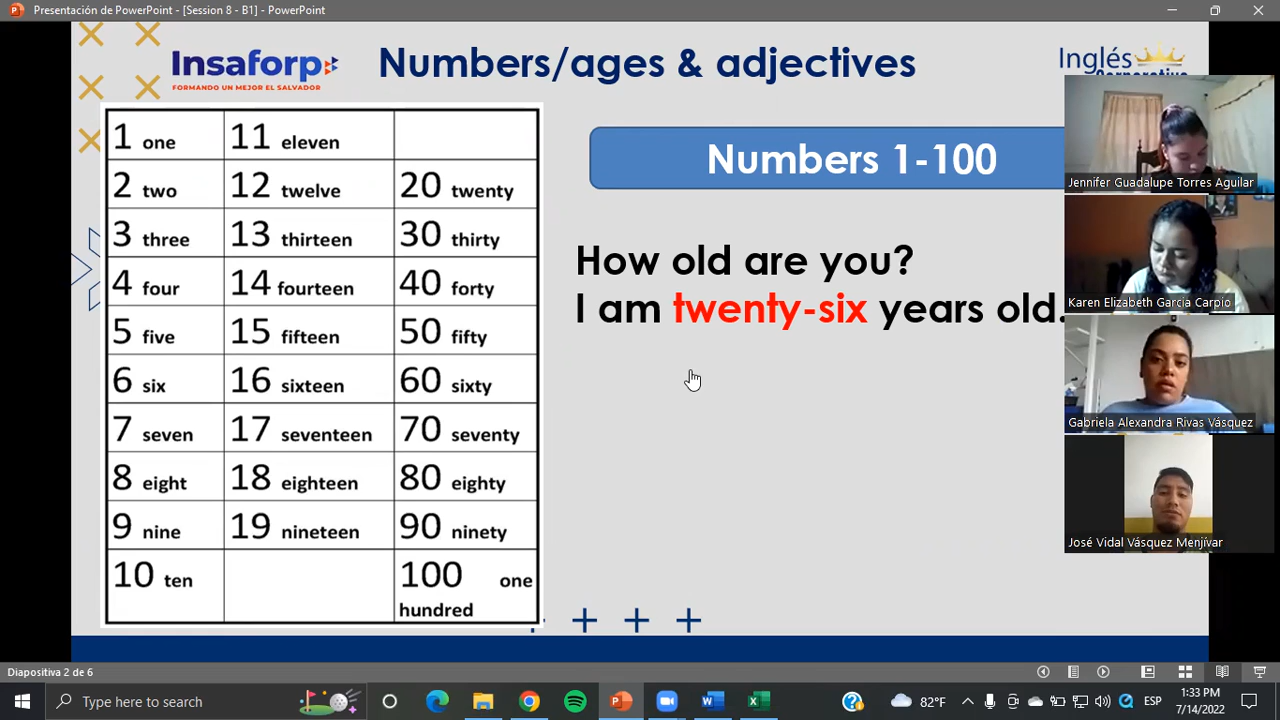 Presentación de PowerPoint - [Session 8 - B1] - PowerPoint
Insaforp
FORMANDO UN MEJOR EL SALVADOR
Numbers/ages & adjectives
Inglés
Corporativo
1 one 11 eleven
2 two 12 twelve 20 twenty
3 three 13 thirteen 30 thirty
4 four 14 fourteen 40 forty
5 five 15 fifteen 50 fifty
6 six 16 sixteen 60 sixty
7 seven 17 seventeen 70 seventy
8 eight 18 eighteen 80 eighty
9 nine 19 nineteen 90 ninety
10 ten 100 one
hundred
Numbers 1-100
How old are you?
I am twenty-six years old.
Jennifer Guadalupe Torres Aguilar
Karen Elizabeth García Carpio
Gabriela Alexandra Rivas Vásquez
José Vidal Vásquez Menjívar
Diapositiva 2 de 6
Type here to search
82°F
ESP
1:33 PM
7/14/2022